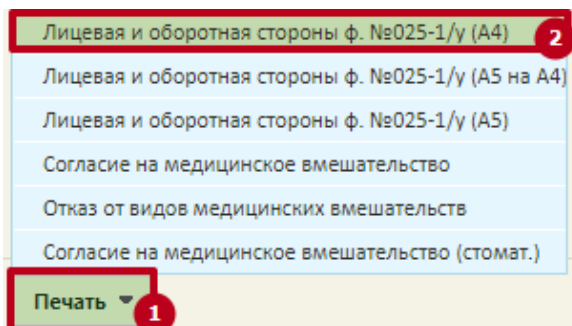 Лицевая и оборотная стороны ф. №025-1/у (А4)
2
Лицевая и оборотная стороны ф. №025-1/у (А5 на А4)
Лицевая и оборотная стороны ф. №025-1/у (А5)
Согласие на медицинское вмешательство
Отказ от видов медицинских вмешательств
Согласие на медицинское вмешательство (стомат.)
Печать
1